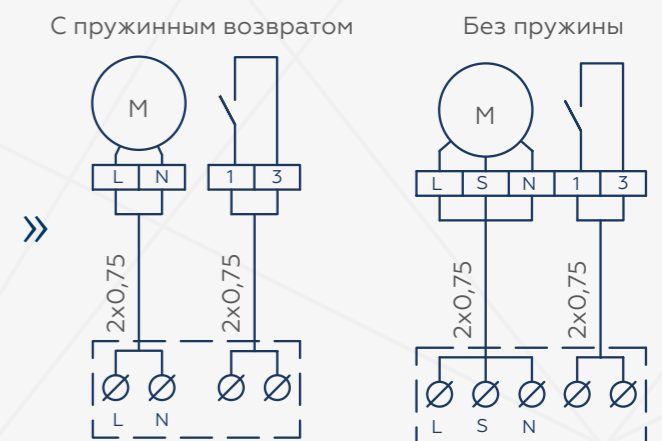 С пружинным возвратом
Без пружины
M
M
L N 1 3
L S N 1 3
»
2x0,75
2x0,75
2x0,75
2x0,75
L N
L S N